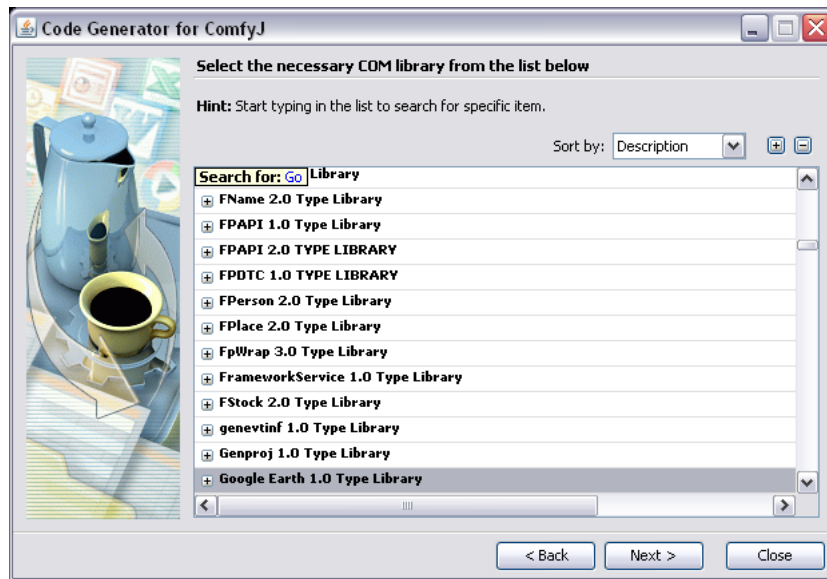 Code Generator for ComfyJ
Select the necessary COM library from the list below
Hint: Start typing in the list to search for specific item.
Sort by: Description
Search for: Go Library
FName 2.0 Type Library
FPAPI 1.0 Type Library
FPAPI 2.0 TYPE LIBRARY
FPDTC 1.0 TYPE LIBRARY
FPerson 2.0 Type Library
FPlace 2.0 Type Library
FpWrap 3.0 Type Library
FrameworkService 1.0 Type Library
FStock 2.0 Type Library
genevtinf 1.0 Type Library
Genproj 1.0 Type Library
Google Earth 1.0 Type Library
< Back Next > Close